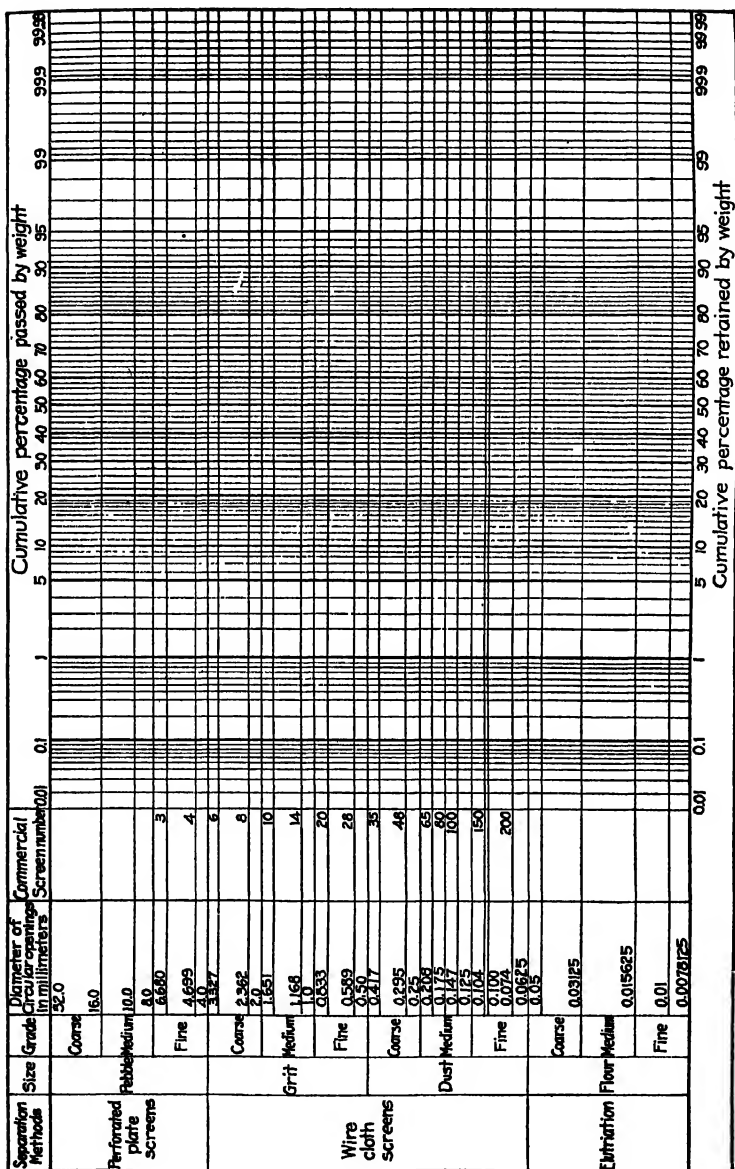 Cumulative percentage passed by weight
Separation Methods
Size
Grade
Diameter of
Circular openings
in millimeters
Commercial
Screen number
0.01 0.1 1 5 10 20 30 40 50 60 70 80 90 95 99 99.9 99.99
32.0
Coarse
16.0
Pebble Medium 10.0
8.0
6.680 3
Fine 4.699 4
4.0
Perforated
plate
screens
3.327 6
Coarse 2.362 8
2.0
1.651 10
Grit Medium 1.168 14
1.0
0.833 20
Fine 0.589 28
0.50
0.417 35
Wire
cloth
screens
Coarse 0.295 48
0.25
0.208 65
0.175 80
Dust Medium 0.147 100
0.125
0.104 150
0.100
Fine 0.074 200
0.0625
0.05
Coarse
0.03125
Elutriation Flour Medium
0.015625
Fine 0.01
0.0078125
0.01 0.1 1 5 10 20 30 40 50 60 70 80 90 95 99 99.9 99.99
Cumulative percentage retained by weight